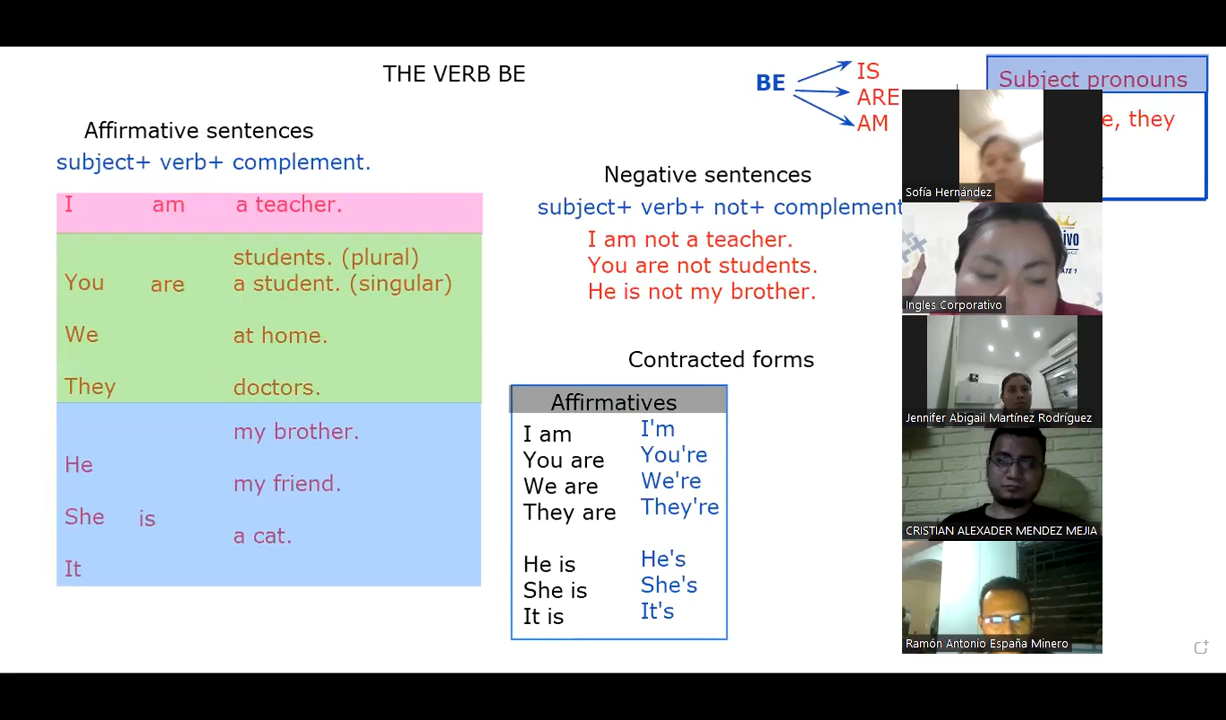 THE VERB BE
BE
IS
ARE
AM
Subject pronouns
e, they
Affirmative sentences
subject+ verb+ complement.
I am a teacher.
students. (plural)
You are a student. (singular)
We at home.
They doctors.
my brother.
He
my friend.
She is
a cat.
It
Negative sentences
subject+ verb+ not+ complement
I am not a teacher.
You are not students.
He is not my brother.
Contracted forms
Affirmatives
I am I'm
You are You're
We are We're
They are They're
He is He's
She is She's
It is It's
Sofía Hernández
Ingles Corporativo
Jennifer Abigail Martínez Rodríguez
CRISTIAN ALEXADER MENDEZ MEJIA
Ramón Antonio España Minero